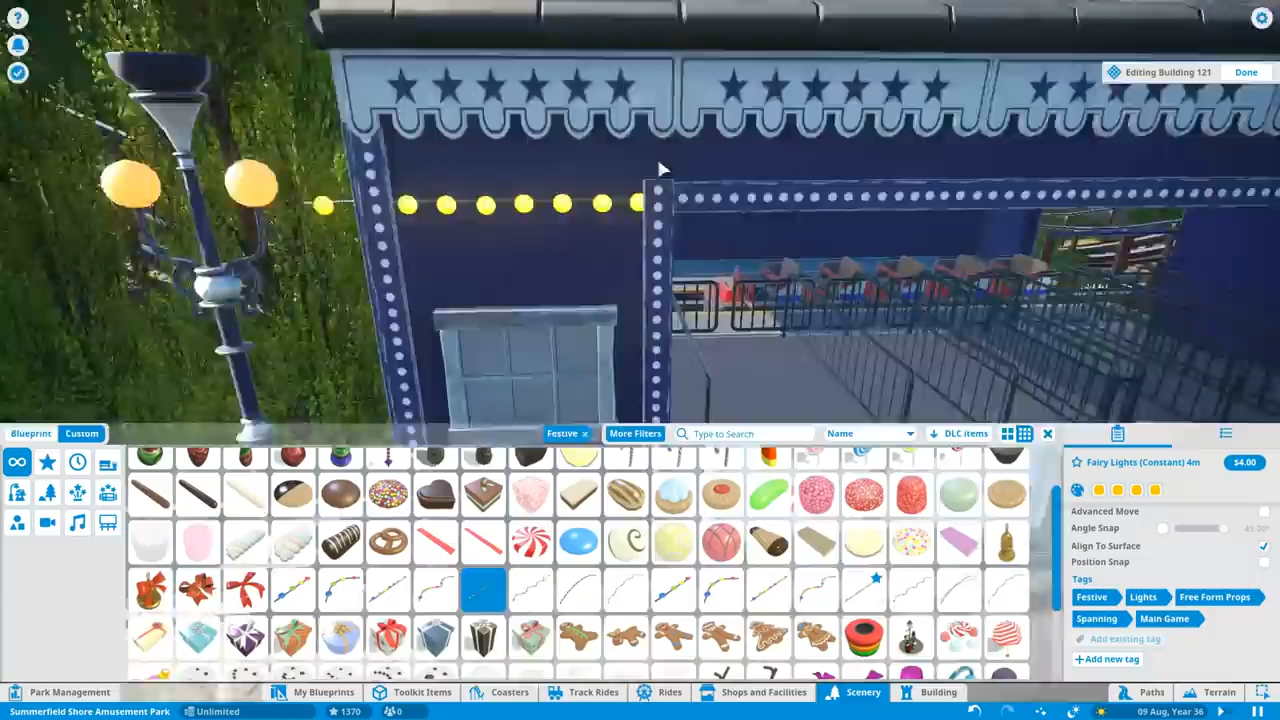 ?
Editing Building 121 Done
Blueprint Custom Festive × More Filters Type to Search Name DLC items
Fairy Lights (Constant) 4m $4.00
Advanced Move
Angle Snap 45.00°
Align To Surface
Position Snap
Tags
Festive Lights Free Form Props
Spanning Main Game
Add existing tag
+Add new tag
Park Management My Blueprints Toolkit Items Coasters Track Rides Rides Shops and Facilities Scenery Building Paths Terrain
Summerfield Shore Amusement Park Unlimited 1370 0 09 Aug, Year 36